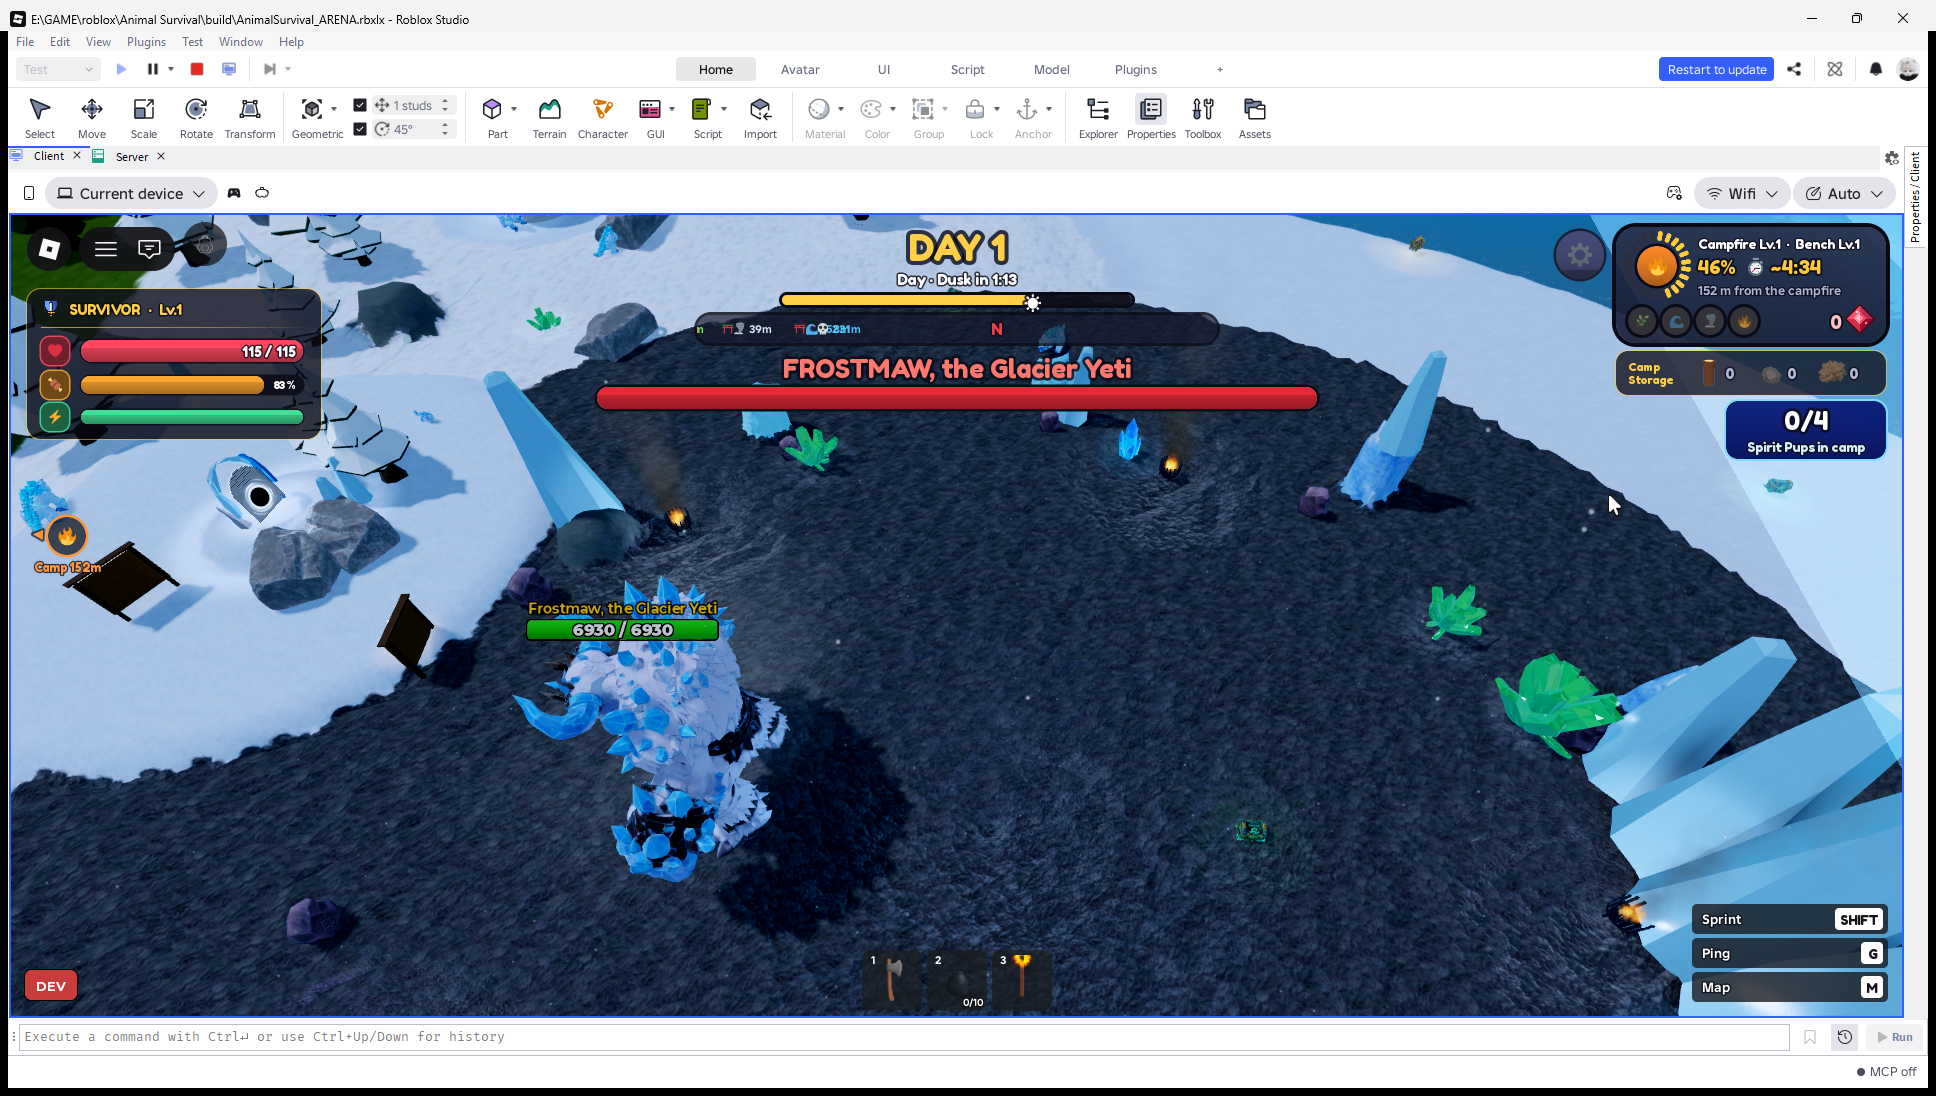 E:\GAME\roblox\Animal Survival\build\AnimalSurvival_ARENA.rbxlx - Roblox Studio
File Edit View Plugins Test Window Help
Test
Home Avatar UI Script Model Plugins +
Restart to update
Select Move Scale Rotate Transform Geometric
1 studs
45°
Part Terrain Character GUI Script Import Material Color Group Lock Anchor Explorer Properties Toolbox Assets
Client Server
Properties / Client
Current device
Wifi Auto
DAY 1
Day · Dusk in 1:13
39m
N
FROSTMAW, the Glacier Yeti
SURVIVOR · Lv.1
115 / 115
83%
Campfire Lv.1 · Bench Lv.1
46% ~4:34
152 m from the campfire
0
Camp Storage
0 0 0
0/4
Spirit Pups in camp
Camp 152m
Frostmaw, the Glacier Yeti
6930 / 6930
Sprint SHIFT
Ping G
Map M
DEV
1 2 3
0/10
Execute a command with Ctrl↵ or use Ctrl+Up/Down for history
Run
MCP off